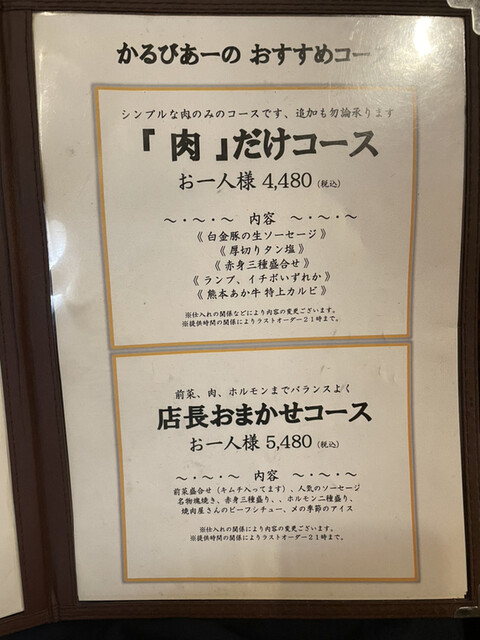 かるびあーの おすすめコース
シンプルな肉のみのコースです、追加も勿論承ります
「 肉 」だけコース
お一人様 4,480 (税込)
～・～・～ 内容 ～・～・～
《 白金豚の生ソーセージ 》
《 厚切りタン塩 》
《 赤身三種盛合せ 》
《 ランプ、イチボいずれか 》
《 熊本あか牛 特上カルビ 》
※仕入れの関係などにより内容の変更ございます。
※提供時間の関係によりラストオーダー２１時まで。
前菜、肉、ホルモンまでバランスよく
店長おまかせコース
お一人様 5,480 (税込)
～・～・～ 内容 ～・～・～
前菜盛合せ（キムチ入ってます）、人気のソーセージ
名物塊焼き、赤身三種盛り、、ホルモン二種盛り、
焼肉屋さんのビーフシチュー、〆の季節のアイス
※仕入れの関係により内容の変更ございます。
※提供時間の関係によりラストオーダー２１時まで。